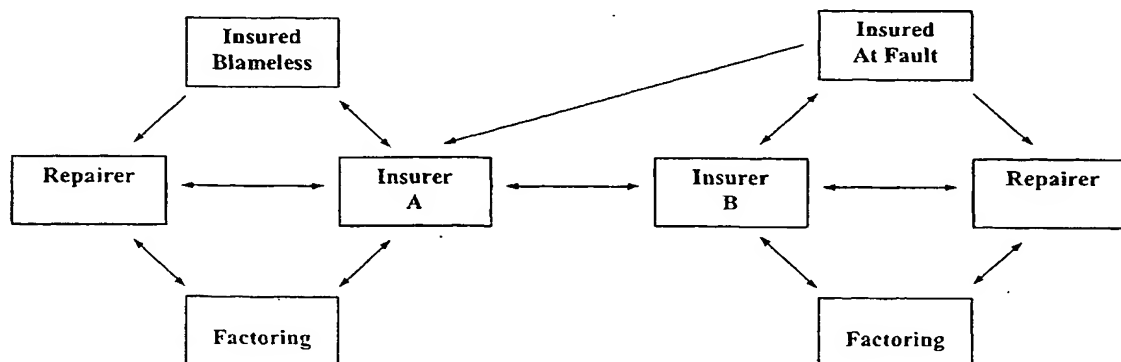 Insured
Blameless
Insured
At Fault
Repairer
Insurer
A
Insurer
B
Repairer
Factoring
Factoring